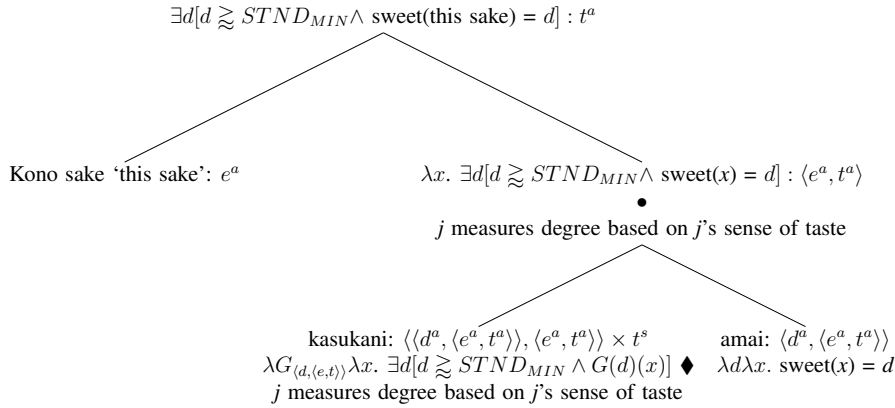 ∃d[d ⪆ STND_MIN ∧ sweet(this sake) = d] : t^a
Kono sake ‘this sake’: e^a
λx. ∃d[d ⪆ STND_MIN ∧ sweet(x) = d] : ⟨e^a, t^a⟩
•
j measures degree based on j’s sense of taste
kasukani: ⟨⟨d^a, ⟨e^a, t^a⟩⟩, ⟨e^a, t^a⟩⟩ × t^s
λG_⟨d,⟨e,t⟩⟩λx. ∃d[d ⪆ STND_MIN ∧ G(d)(x)] ♦
j measures degree based on j’s sense of taste
amai: ⟨d^a, ⟨e^a, t^a⟩⟩
λdλx. sweet(x) = d